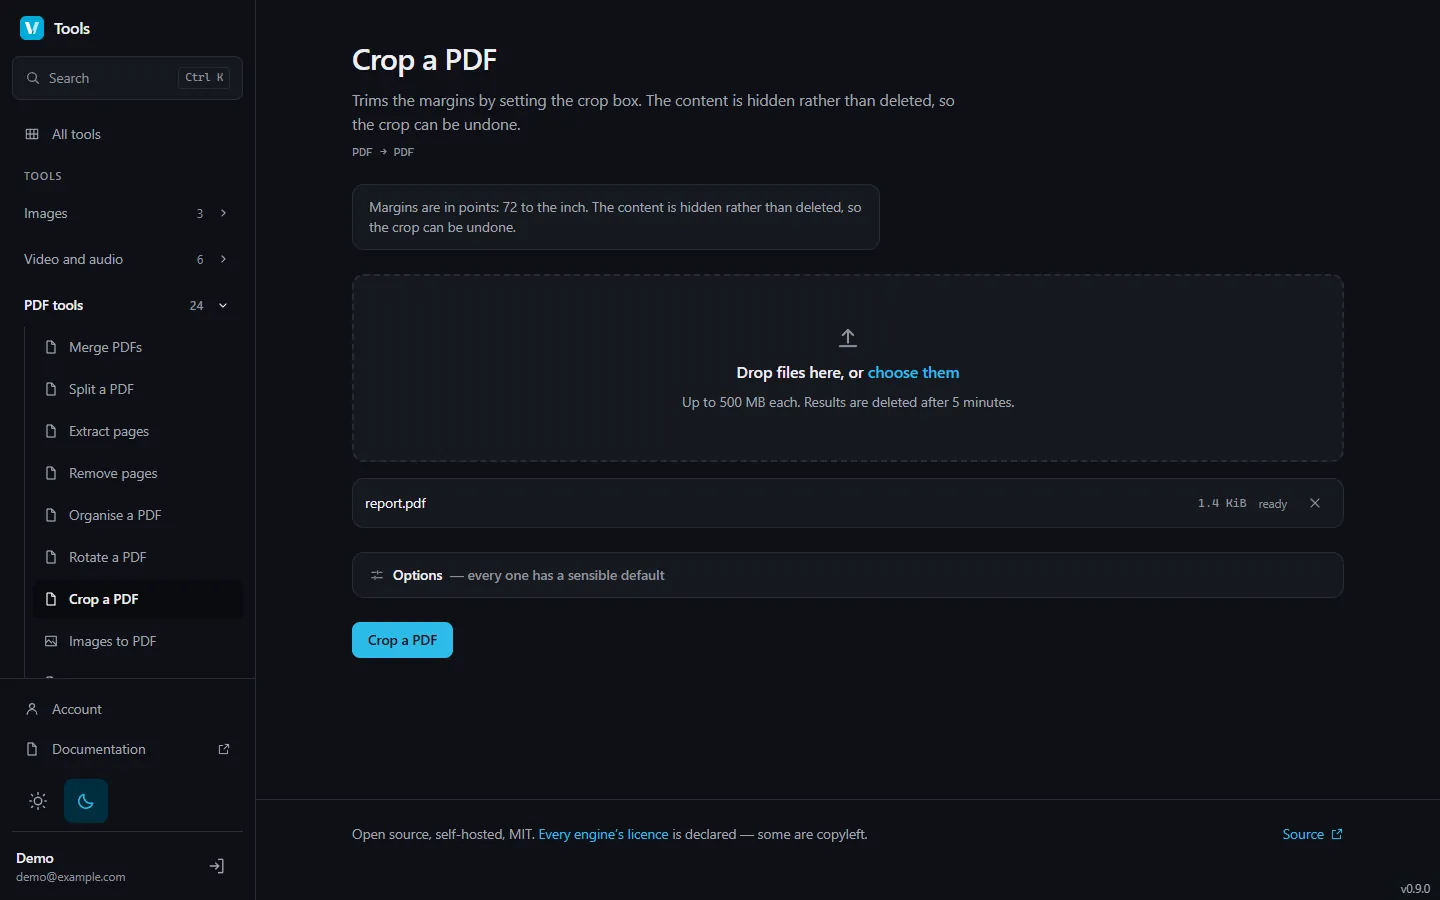 Tools
Search
Ctrl K
All tools
TOOLS
Images 3
Video and audio 6
PDF tools 24
Merge PDFs
Split a PDF
Extract pages
Remove pages
Organise a PDF
Rotate a PDF
Crop a PDF
Images to PDF
Account
Documentation
Demo
demo@example.com
Crop a PDF
Trims the margins by setting the crop box. The content is hidden rather than deleted, so
the crop can be undone.
PDF → PDF
Margins are in points: 72 to the inch. The content is hidden rather than deleted, so
the crop can be undone.
Drop files here, or choose them
Up to 500 MB each. Results are deleted after 5 minutes.
report.pdf 1.4 KiB ready
Options — every one has a sensible default
Crop a PDF
Open source, self-hosted, MIT. Every engine's licence is declared — some are copyleft.
Source
v0.9.0